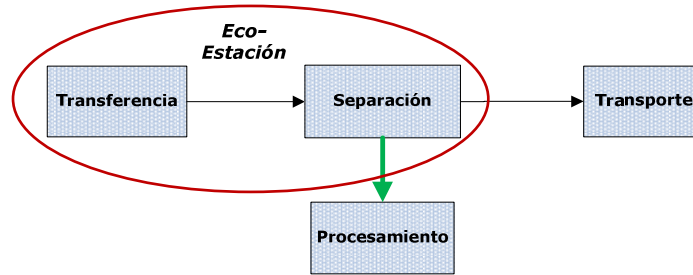 Eco-
Estación
Transferencia
Separación
Transporte
Procesamiento